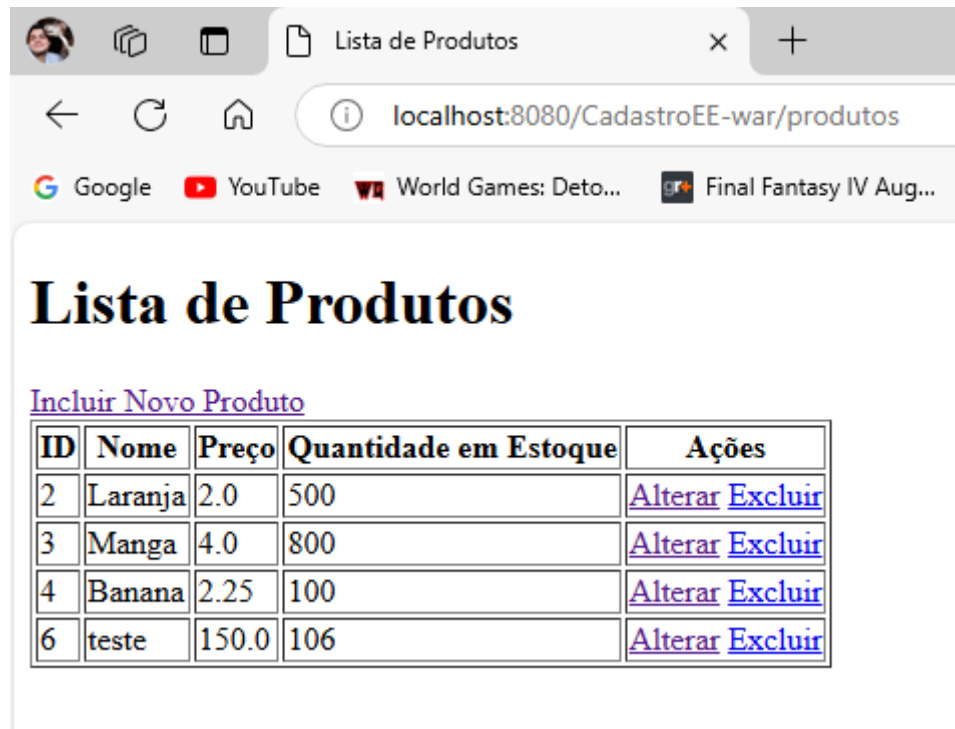 Lista de Produtos
localhost:8080/CadastroEE-war/produtos
Google YouTube WG World Games: Deto... gr+ Final Fantasy IV Aug...
Lista de Produtos
Incluir Novo Produto
ID Nome Preço Quantidade em Estoque Ações
2 Laranja 2.0 500 Alterar Excluir
3 Manga 4.0 800 Alterar Excluir
4 Banana 2.25 100 Alterar Excluir
6 teste 150.0 106 Alterar Excluir